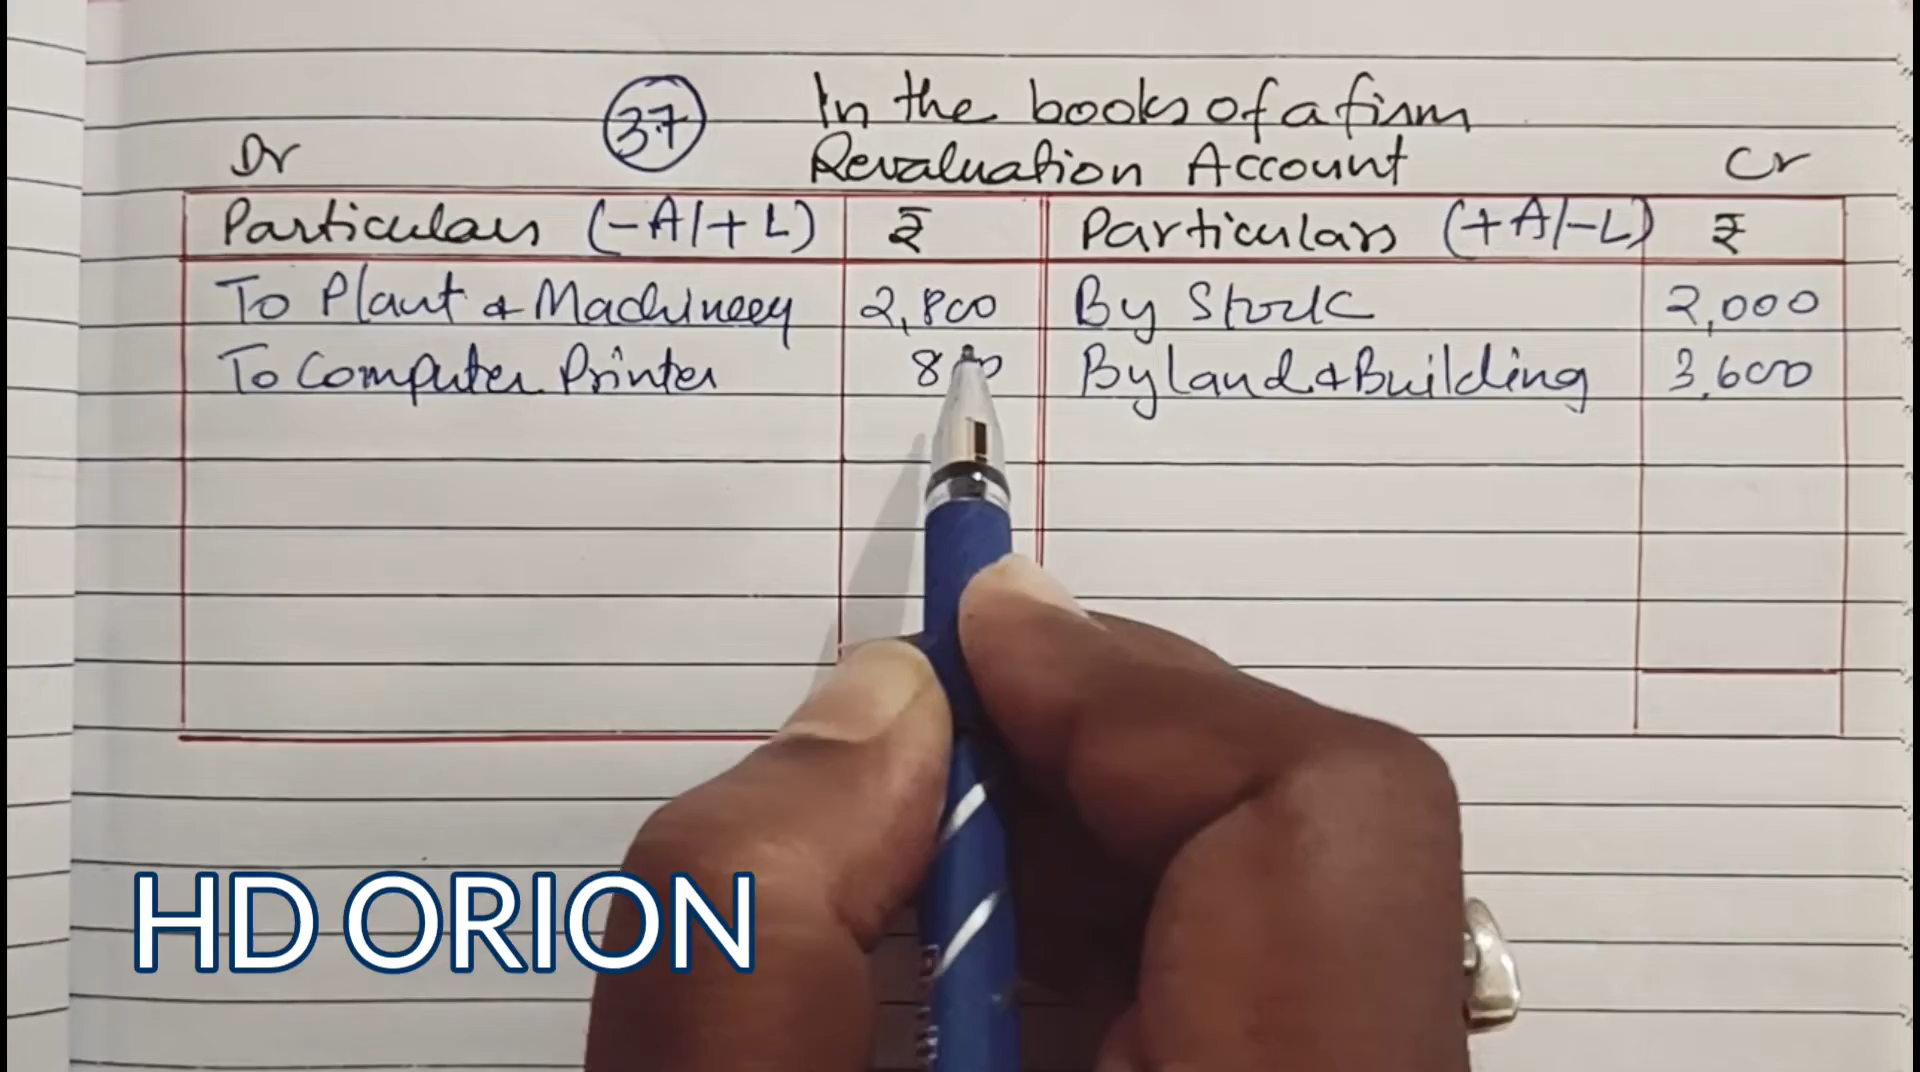 37 In the books of a firm
Dr Revaluation Account Cr
Particulars (-A/+L) ₹ Particulars (+A/-L) ₹
To Plant & Machinery 2,800 By Stock 2,000
To Computer Printer By Land & Building 3,600
HD ORION